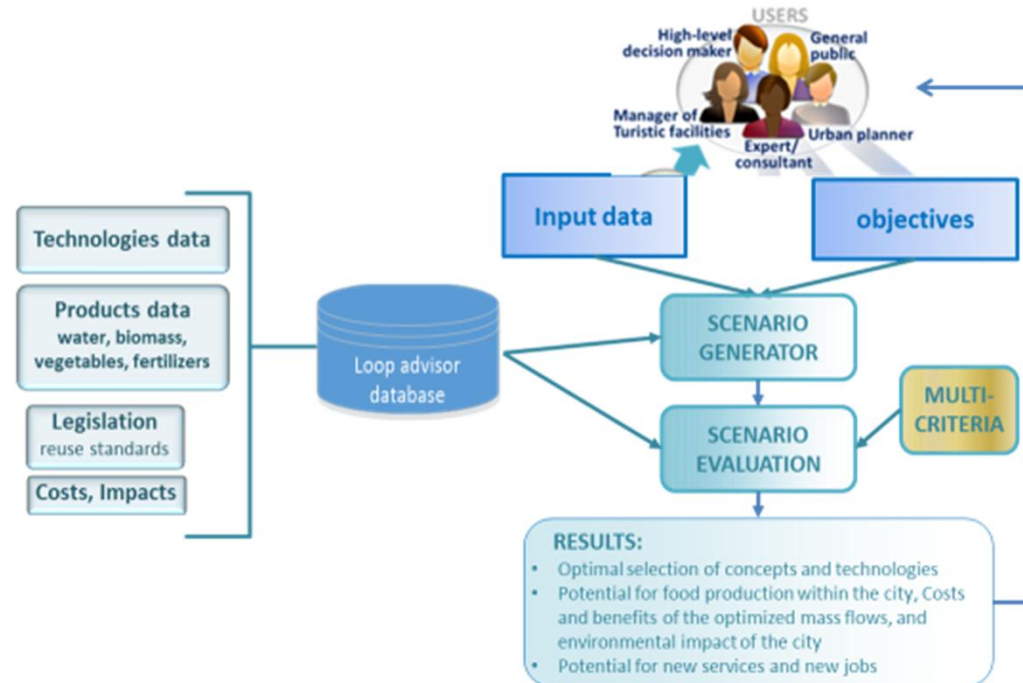 USERS
High-level
decision maker
General
public
Manager of
Turistic facilities
Expert/
consultant
Urban planner
Input data
objectives
Technologies data
Products data
water, biomass,
vegetables, fertilizers
Legislation
reuse standards
Costs, Impacts
Loop advisor
database
SCENARIO
GENERATOR
MULTI-
CRITERIA
SCENARIO
EVALUATION
RESULTS:
• Optimal selection of concepts and technologies
• Potential for food production within the city, Costs
and benefits of the optimized mass flows, and
environmental impact of the city
• Potential for new services and new jobs